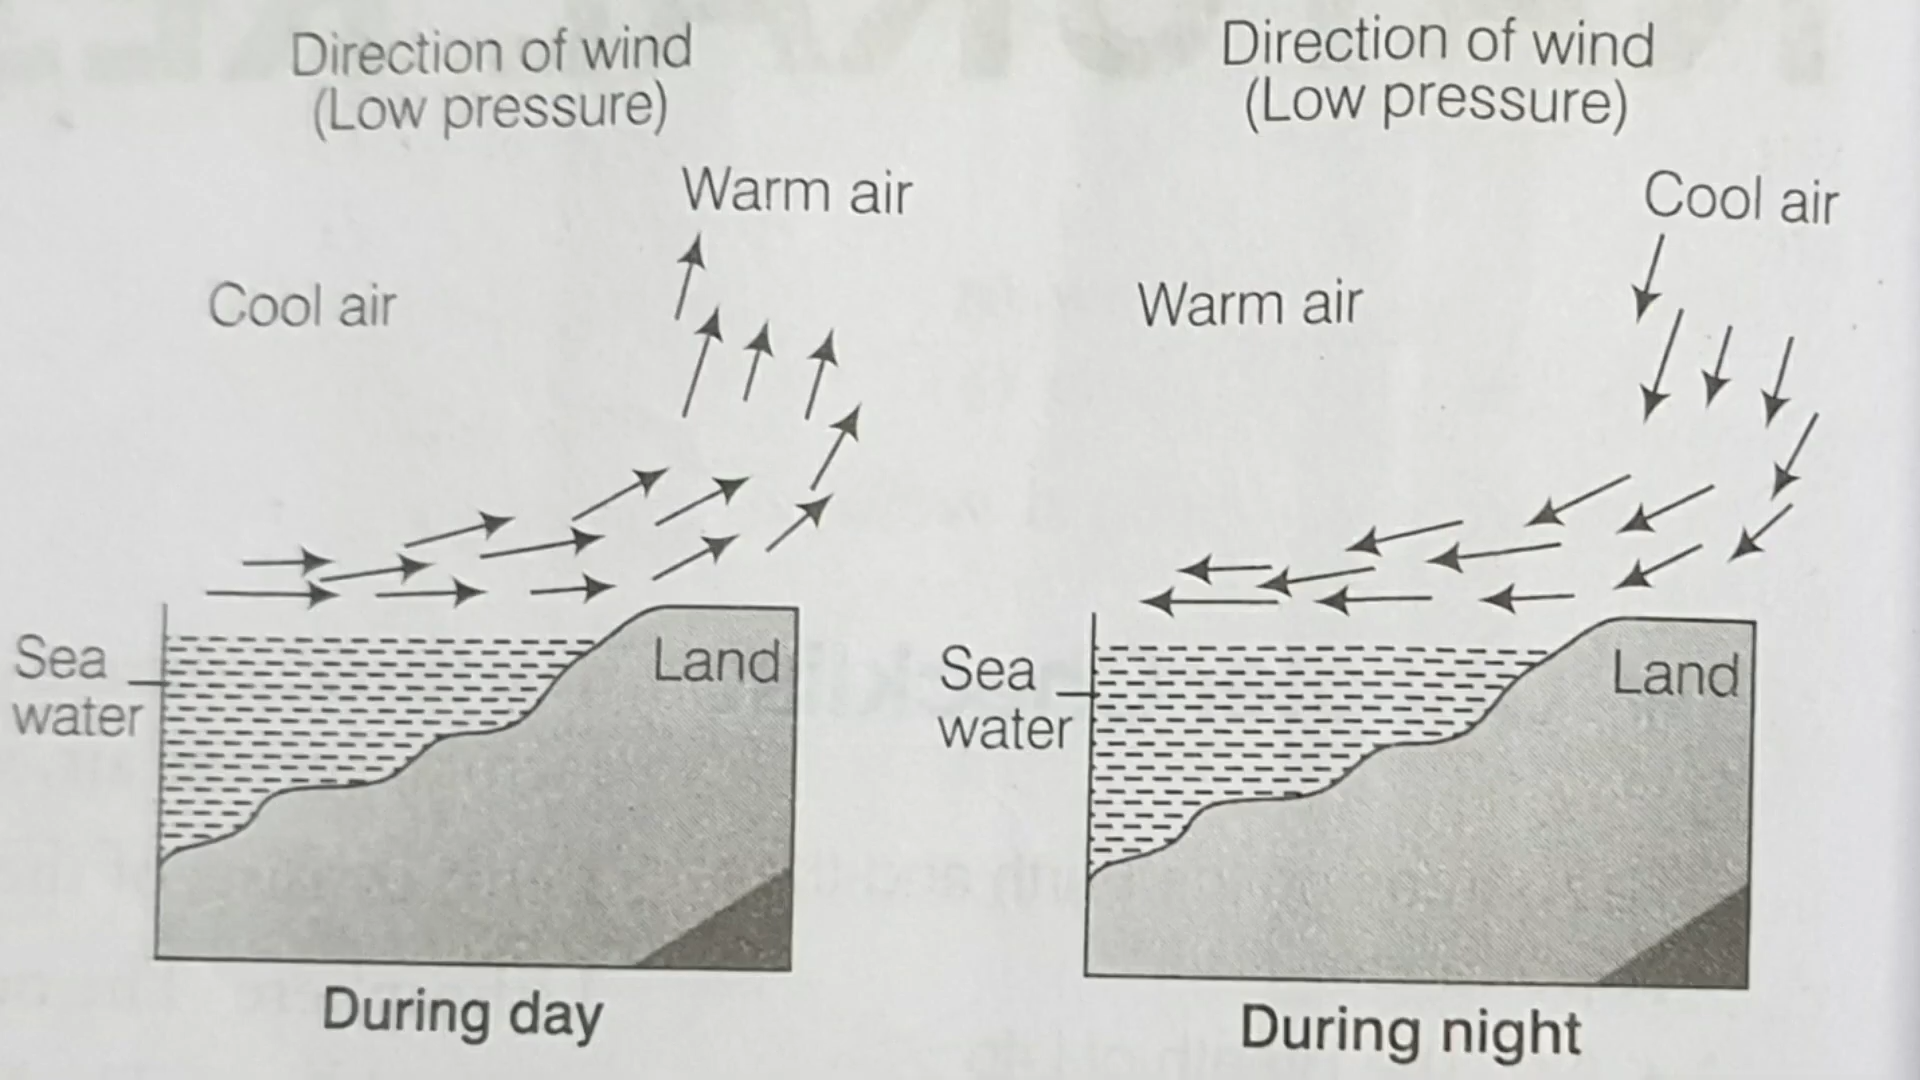 Direction of wind
(Low pressure)
Warm air
Cool air
Sea
water
Land
During day
Direction of wind
(Low pressure)
Cool air
Warm air
Sea
water
Land
During night